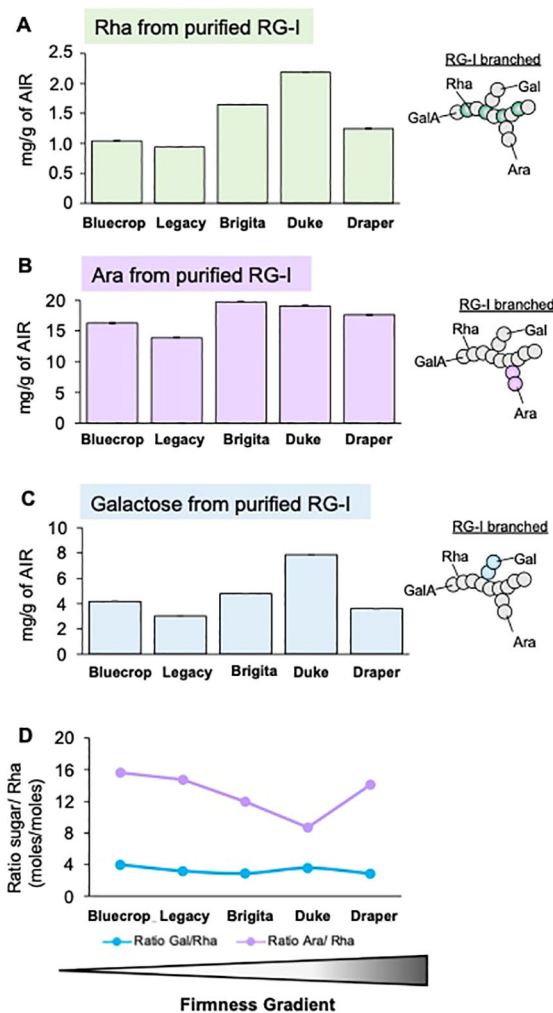 A
Rha from purified RG-I
mg/g of AIR
2.5
2.0
1.5
1.0
0.5
0
Bluecrop Legacy Brigita Duke Draper
RG-I branched
Rha
Gal
GalA
Ara
B
Ara from purified RG-I
mg/g of AIR
20
15
10
5
0
Bluecrop Legacy Brigita Duke Draper
RG-I branched
Rha
Gal
GalA
Ara
C
Galactose from purified RG-I
mg/g of AIR
10
8
6
4
2
0
Bluecrop Legacy Brigita Duke Draper
RG-I branched
Rha
Gal
GalA
Ara
D
Ratio sugar/ Rha
(moles/moles)
20
16
12
8
4
0
Bluecrop Legacy Brigita Duke Draper
Ratio Gal/Rha Ratio Ara/ Rha
Firmness Gradient